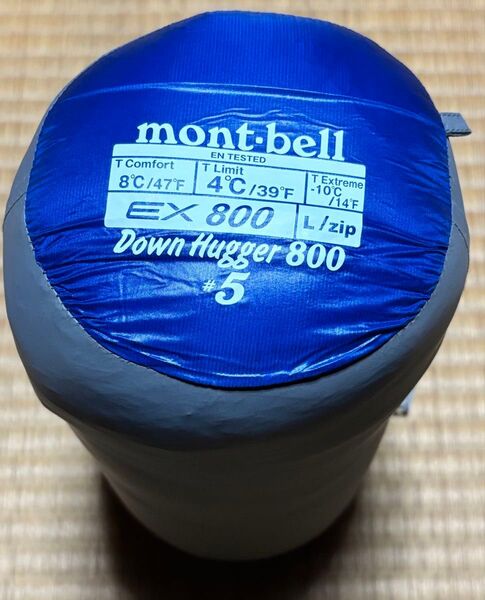 mont-bell
EN TESTED
T Comfort T Limit T Extreme
8℃/47℉ 4℃/39℉ -10℃
/14℉
EX 800 L/zip
Down Hugger 800
#5